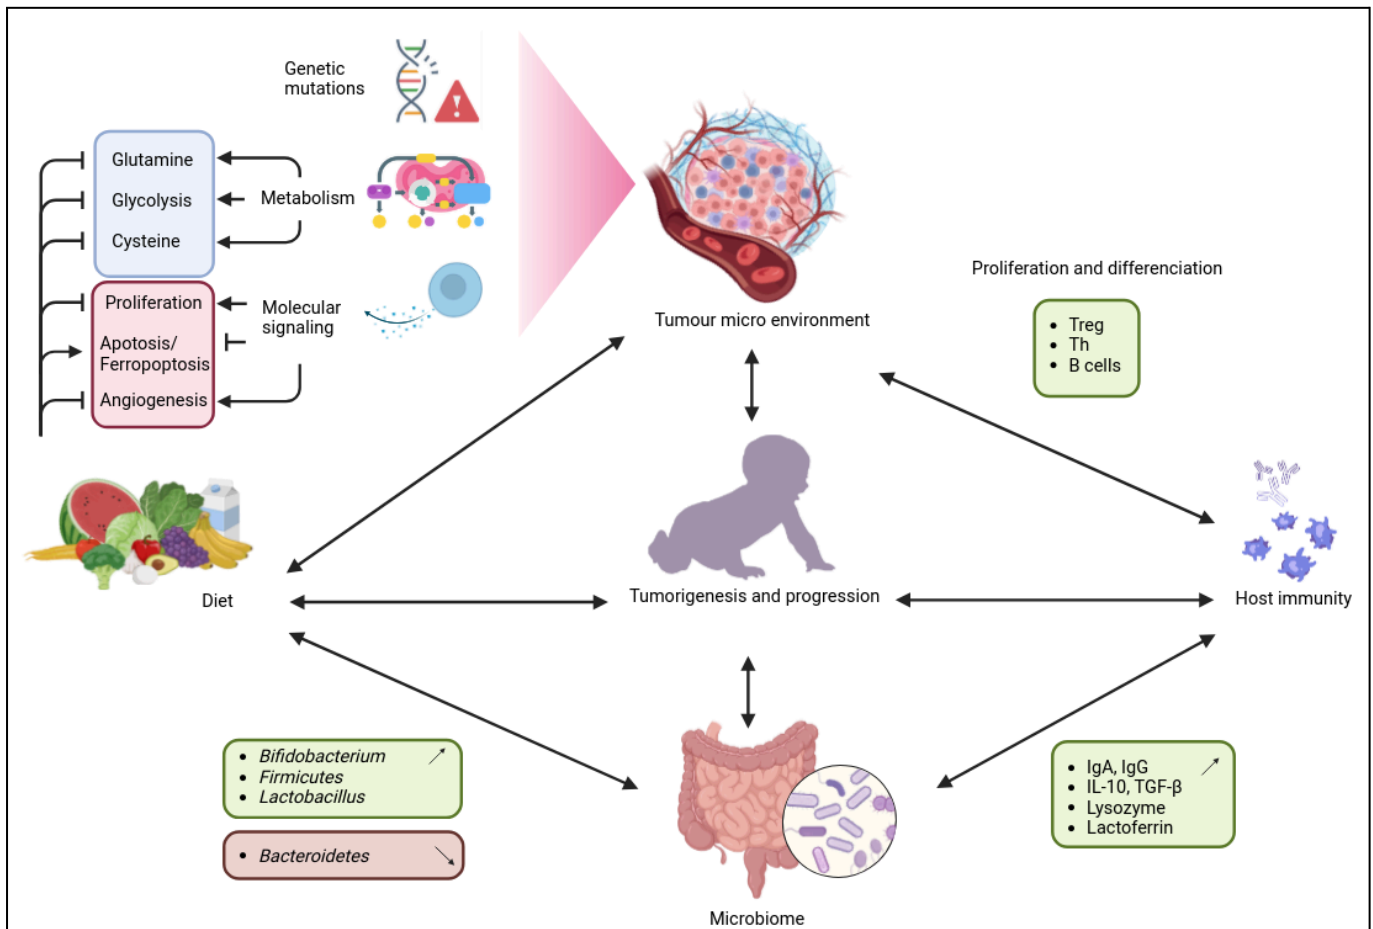 Genetic
mutations
Glutamine
Glycolysis
Cysteine
Metabolism
Proliferation
Apotosis/
Ferropoptosis
Angiogenesis
Molecular
signaling
Tumour micro environment
Proliferation and differenciation
• Treg
• Th
• B cells
Diet
Tumorigenesis and progression
Host immunity
• Bifidobacterium
• Firmicutes
• Lactobacillus
• Bacteroidetes
• IgA, IgG
• IL-10, TGF-β
• Lysozyme
• Lactoferrin
Microbiome